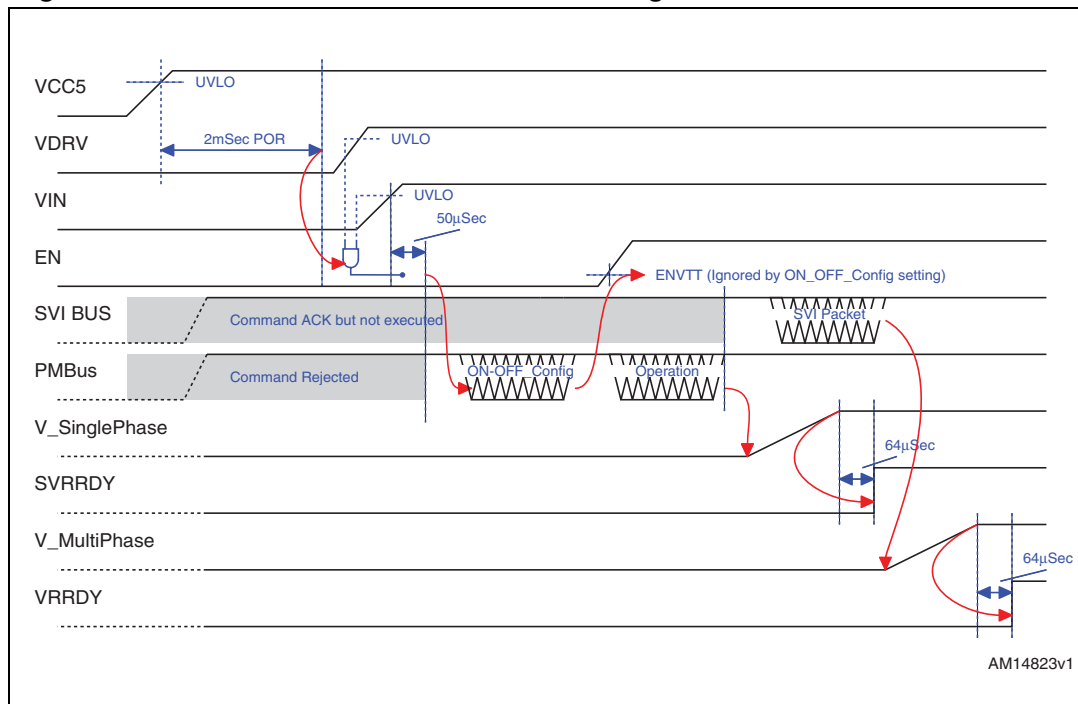 VCC5
UVLO
2mSec POR
VDRV
UVLO
VIN
UVLO
50µSec
EN
ENVTT (Ignored by ON_OFF_Config setting)
SVI BUS
Command ACK but not executed
SVI Packet
PMBus
Command Rejected
ON-OFF_Config
Operation
V_SinglePhase
64µSec
SVRRDY
V_MultiPhase
64µSec
VRRDY
AM14823v1